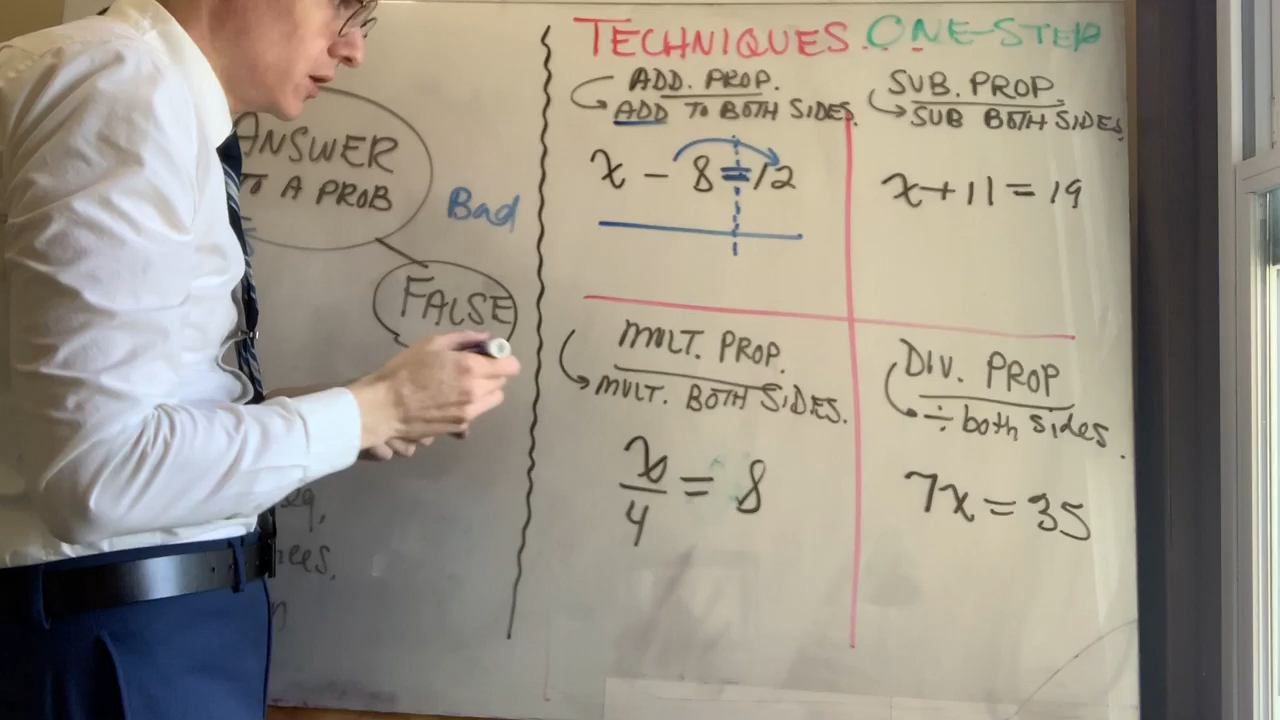 ANSWER
TO A PROB
Bad
FALSE
TECHNIQUES. ONE-STEP
ADD. PROP.
ADD TO BOTH SIDES.
x - 8 = 12
SUB. PROP.
SUB BOTH SIDES.
x + 11 = 19
MULT. PROP.
MULT. BOTH SIDES.
x/4 = 8
DIV. PROP
÷ both sides.
7x = 35